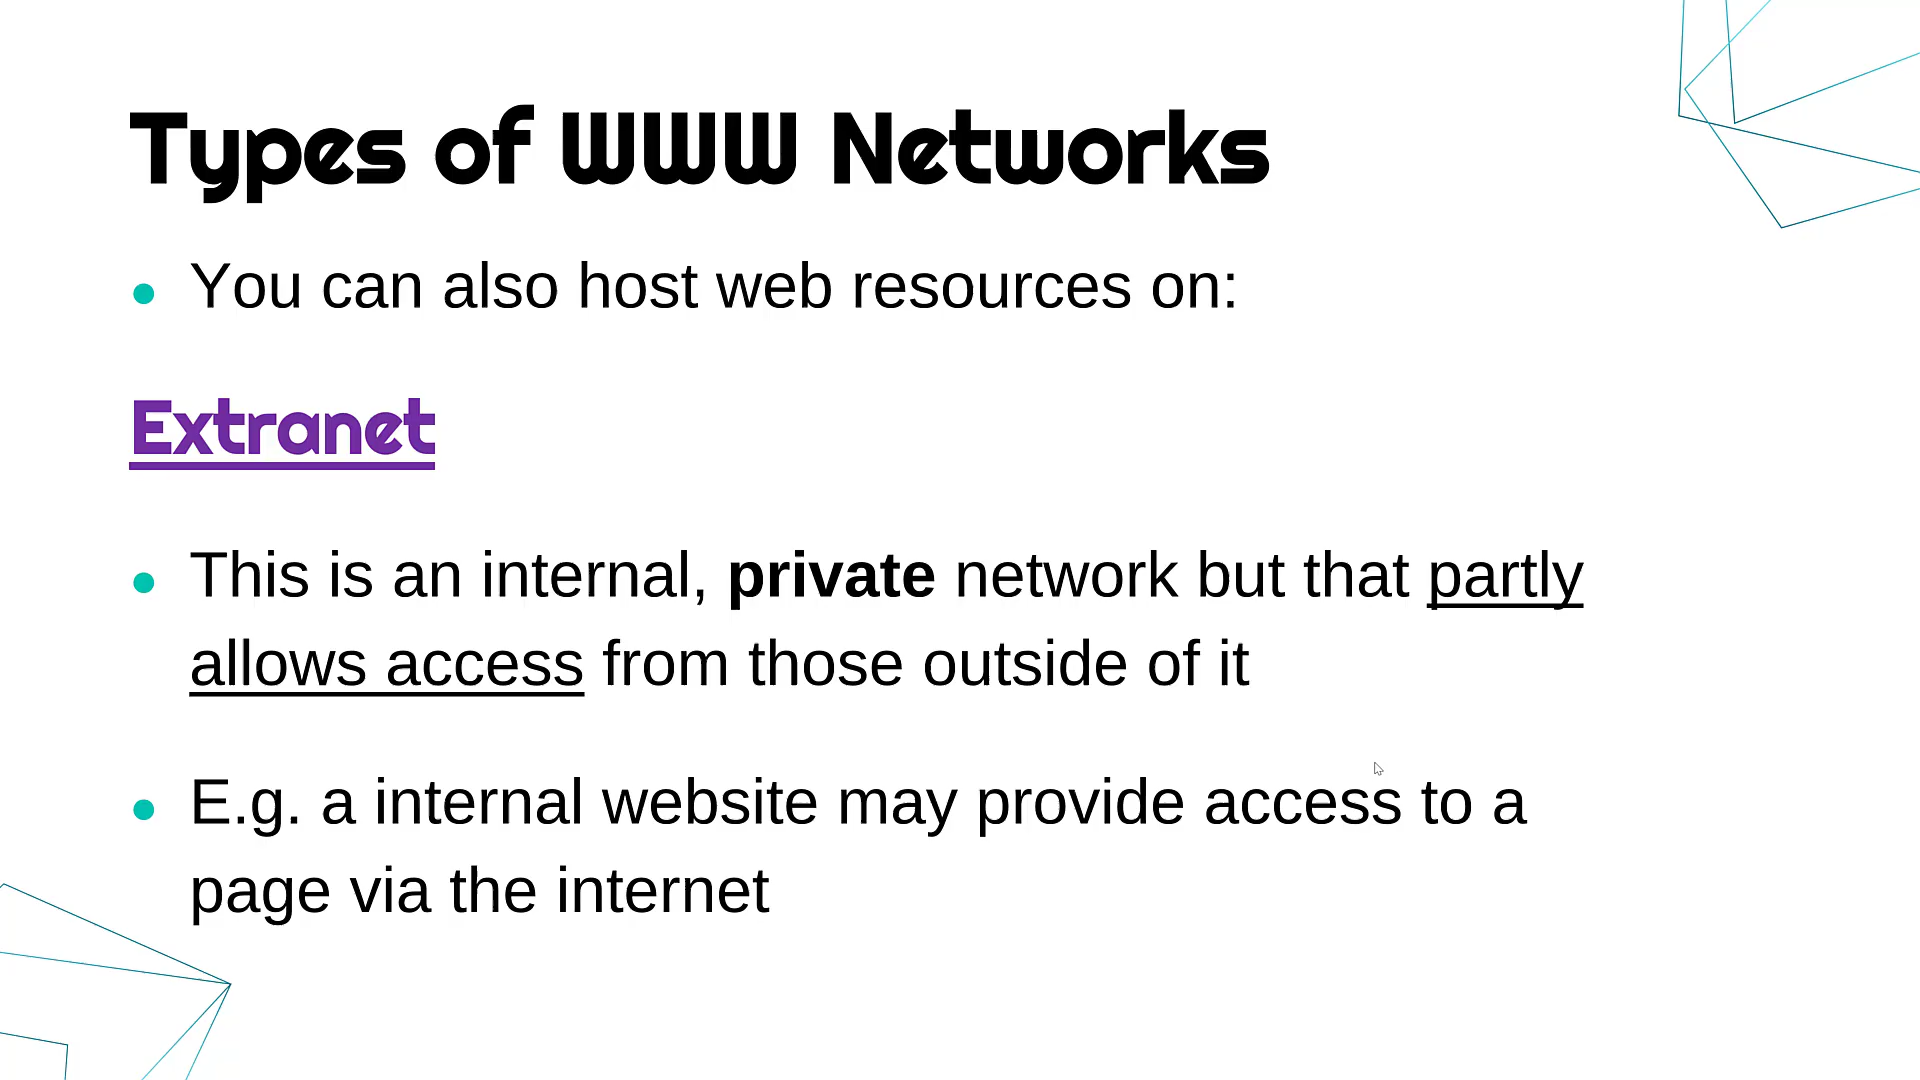 Types of WWW Networks
You can also host web resources on:
Extranet
This is an internal, private network but that partly
allows access from those outside of it
E.g. a internal website may provide access to a
page via the internet